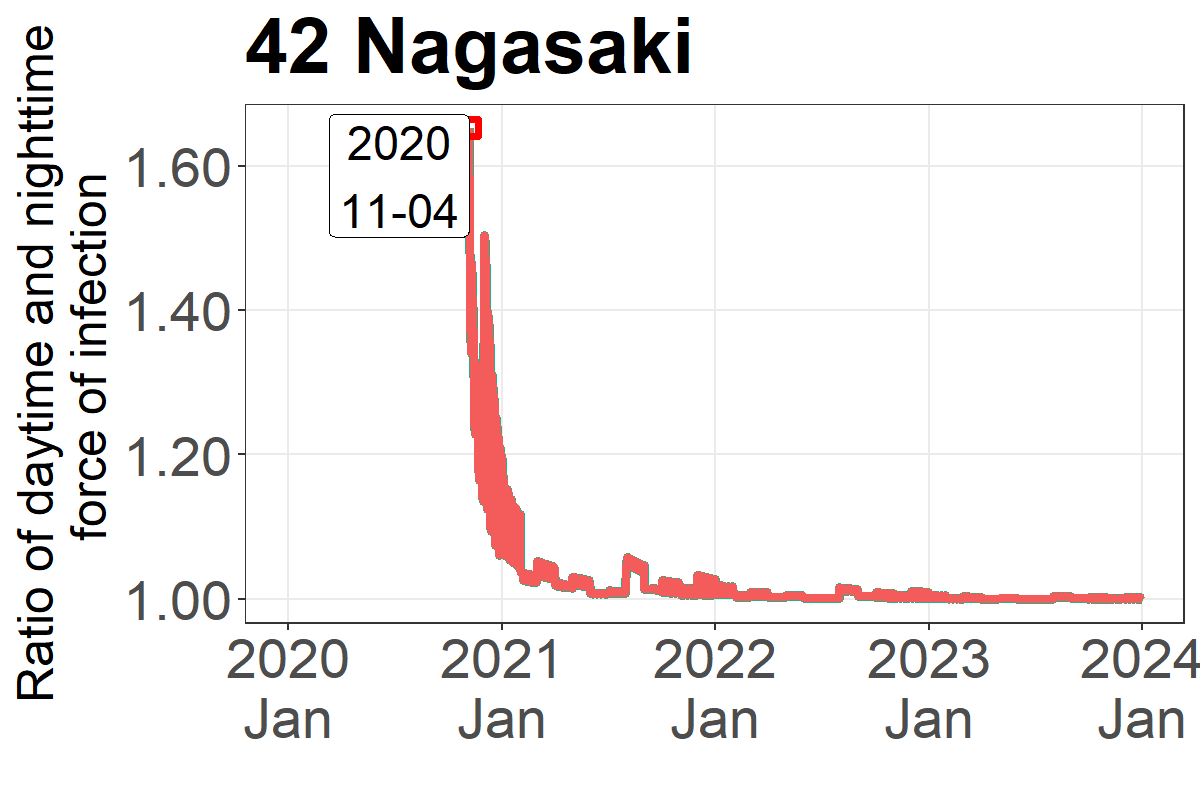 42 Nagasaki
Ratio of daytime and nighttime
force of infection
1.60
1.40
1.20
1.00
2020
11-04
2020 2021 2022 2023 2024
Jan Jan Jan Jan Jan